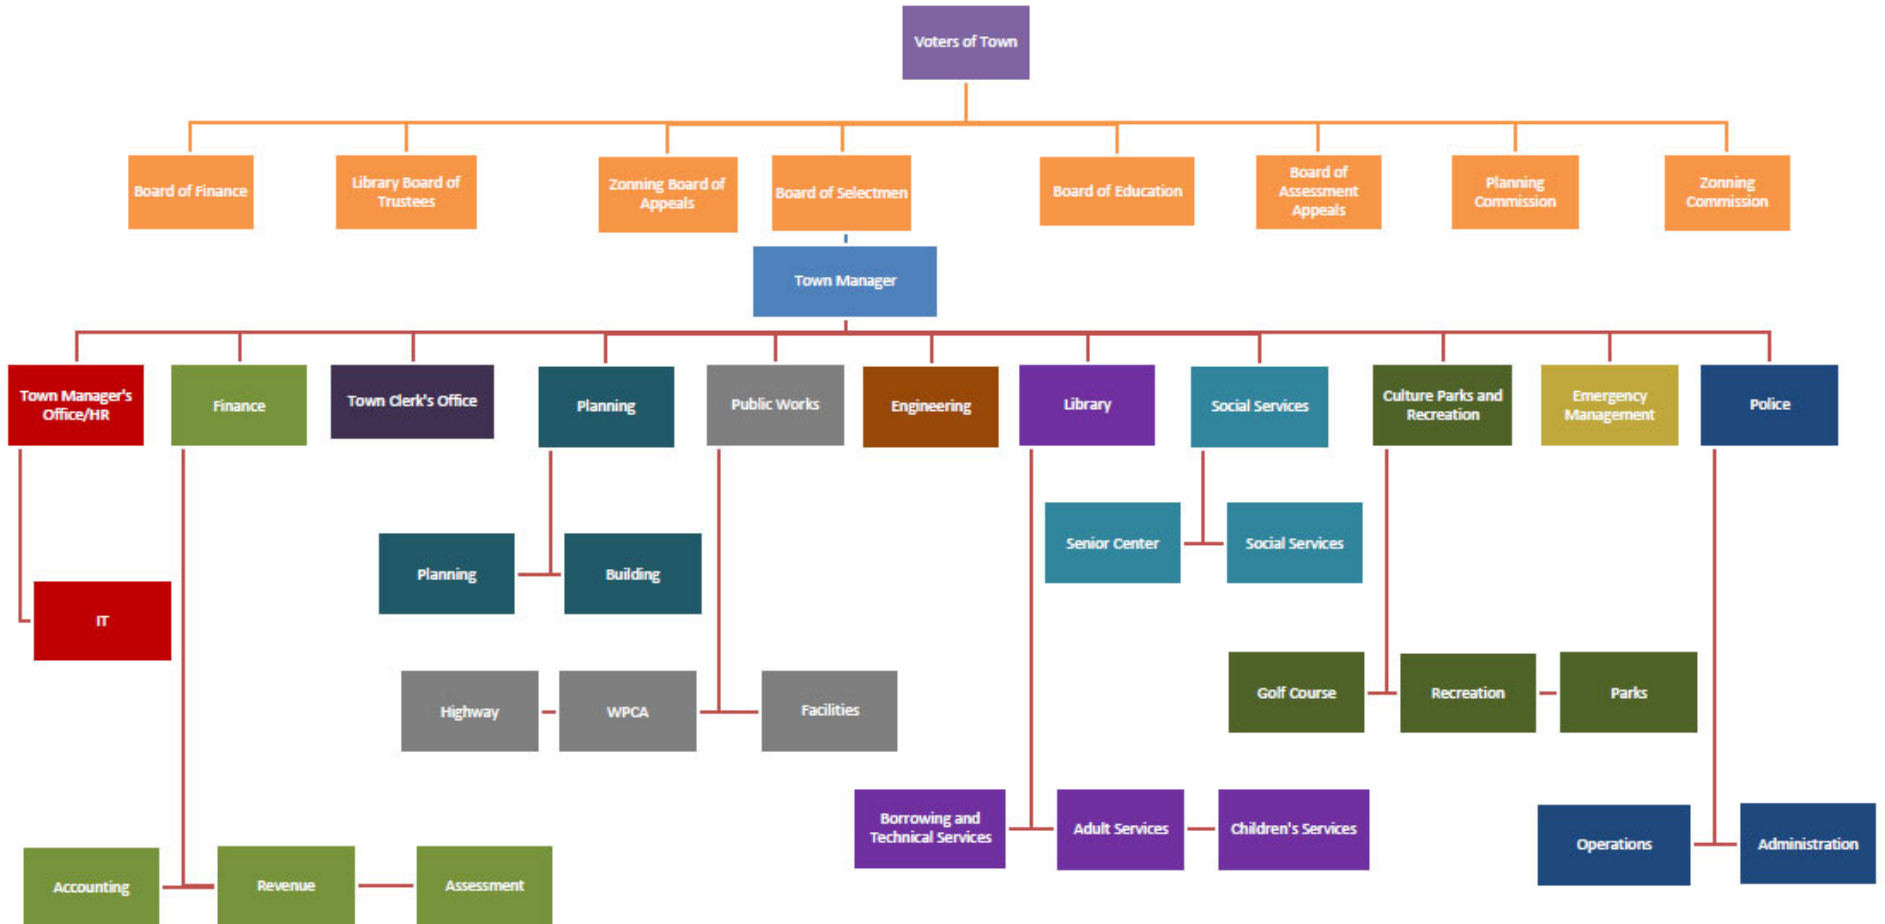 Voters of Town
Board of Finance
Library Board of
Trustees
Zonning Board of
Appeals
Board of Selectmen
Board of Education
Board of
Assessment
Appeals
Planning
Commission
Zonning
Commission
Town Manager
Town Manager's
Office/HR
Finance
Town Clerk's Office
Planning
Public Works
Engineering
Library
Social Services
Culture Parks and
Recreation
Emergency
Management
Police
Senior Center
Social Services
Planning
Building
IT
Golf Course
Recreation
Parks
Highway
WPCA
Facilities
Borrowing and
Technical Services
Adult Services
Children's Services
Operations
Administration
Accounting
Revenue
Assessment